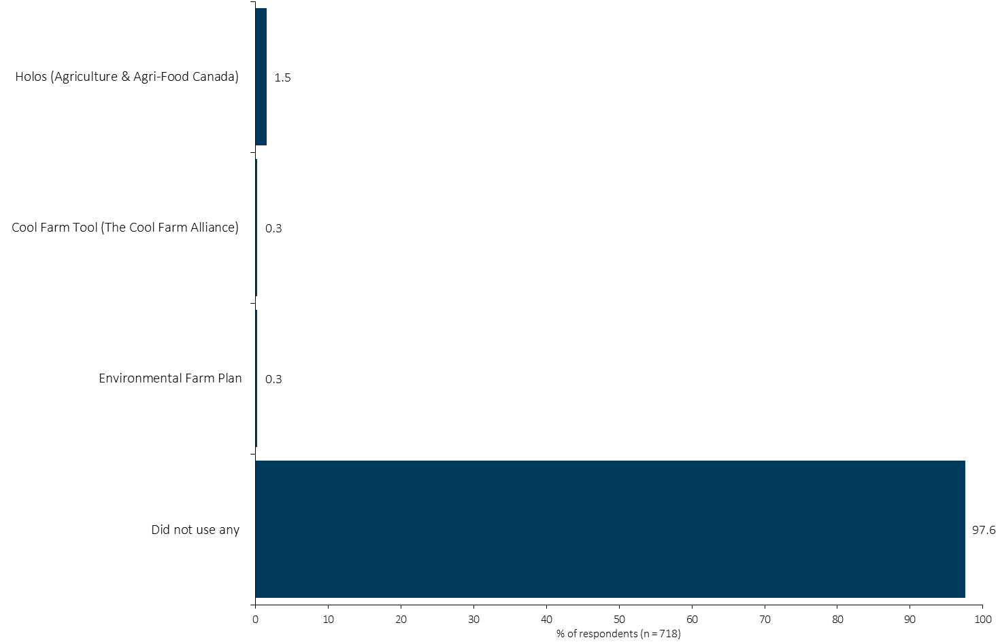 Holos (Agriculture & Agri-Food Canada)
1.5
Cool Farm Tool (The Cool Farm Alliance)
0.3
Environmental Farm Plan
0.3
Did not use any
97.6
0 10 20 30 40 50 60 70 80 90 100
% of respondents (n = 718)